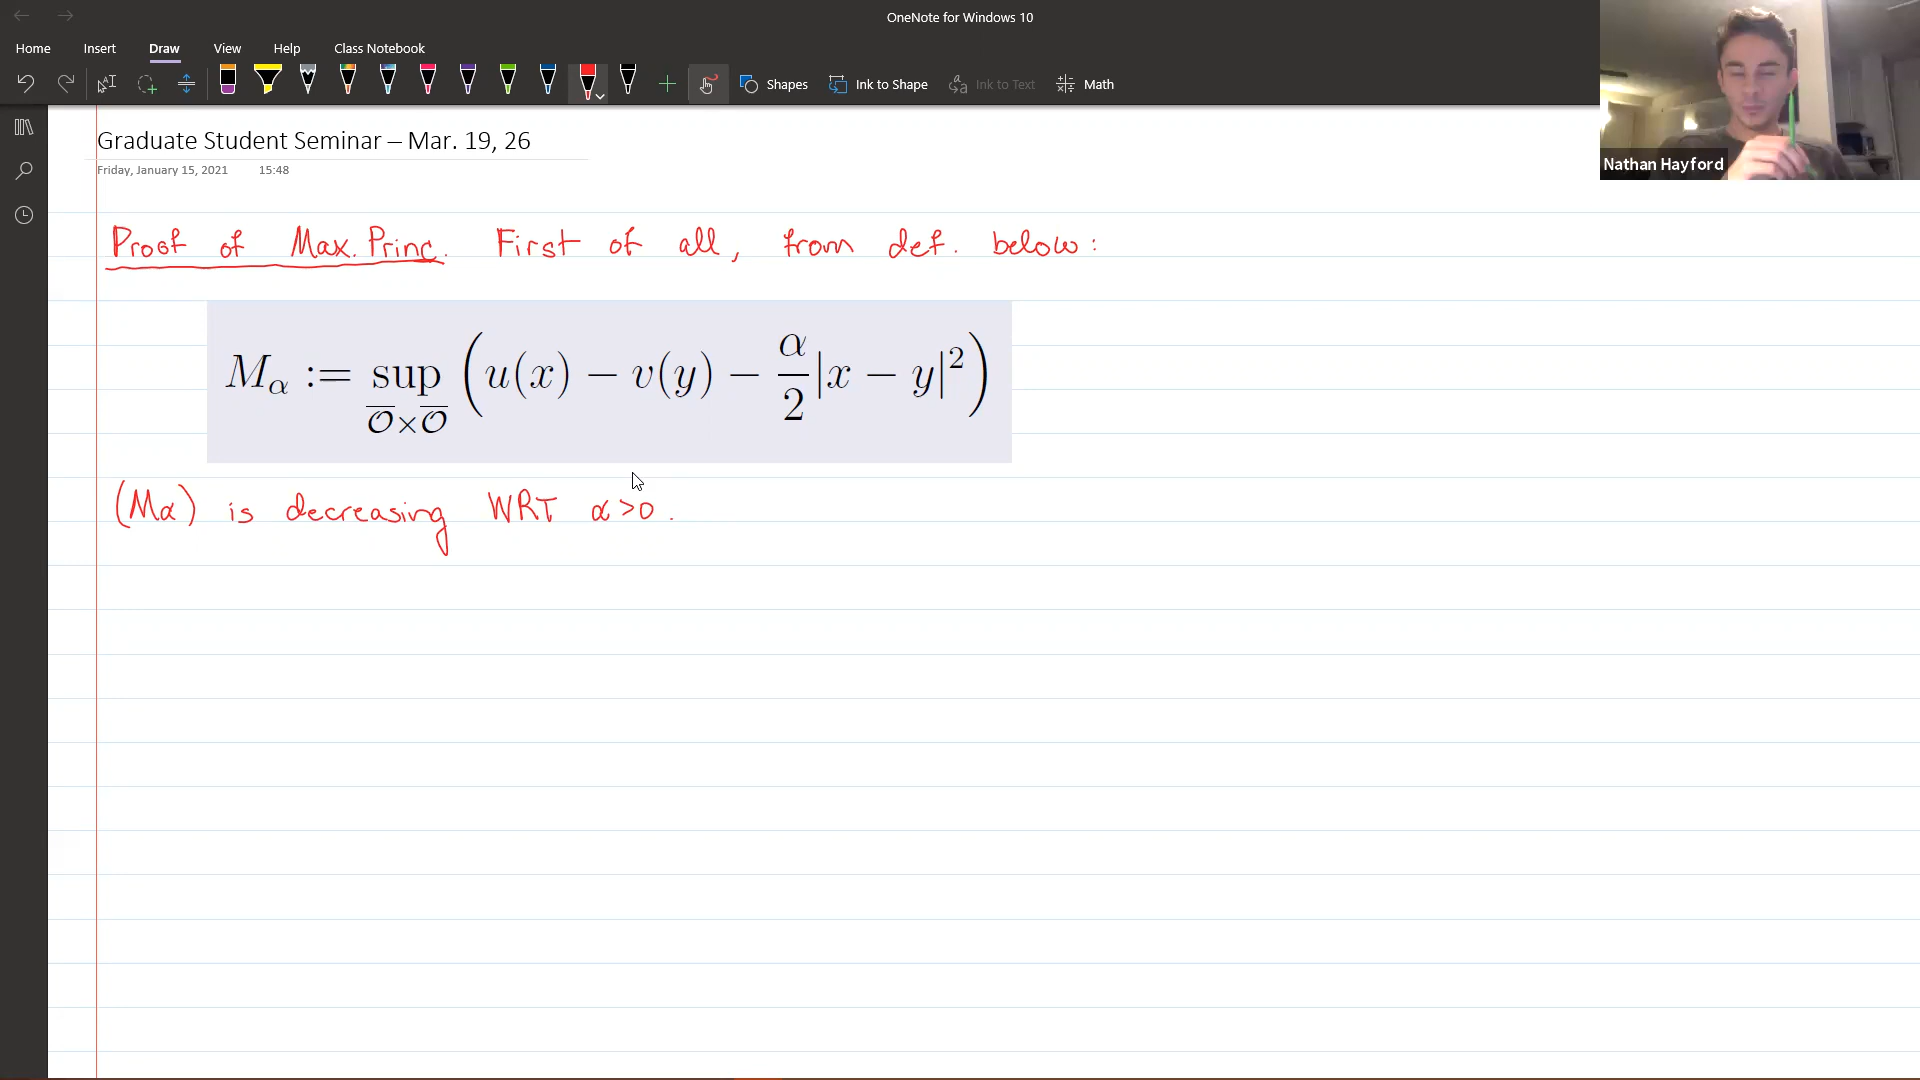 OneNote for Windows 10
Home Insert Draw View Help Class Notebook
Shapes Ink to Shape Ink to Text Math
Nathan Hayford
Graduate Student Seminar – Mar. 19, 26
Friday, January 15, 2021 15:48
Proof of Max. Princ. First of all, from def. below:
M_α := sup_{\overline{𝒪}×\overline{𝒪}} ( u(x) − v(y) − \frac{α}{2}|x − y|^2 )
(Mα) is decreasing WRT α>0.